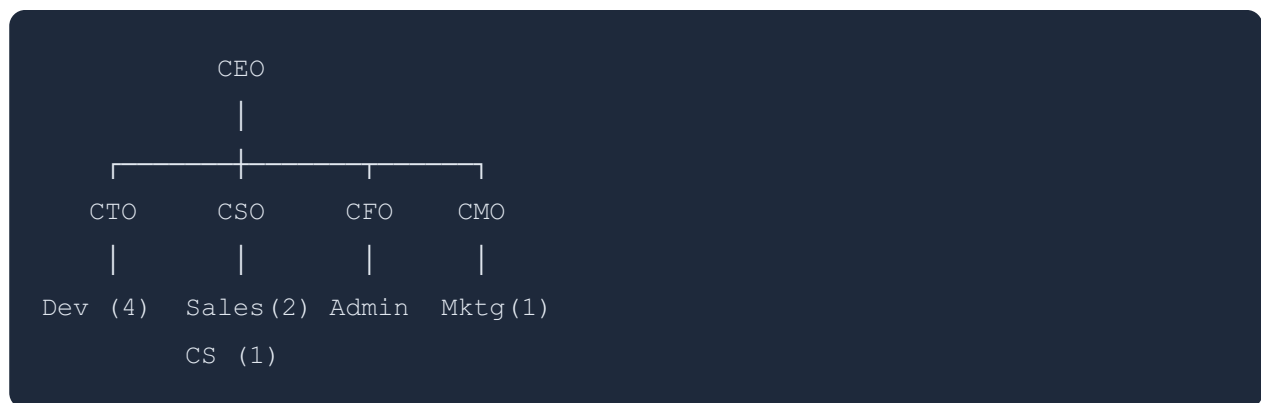 CEO
CTO CSO CFO CMO
Dev (4) Sales(2) Admin Mktg(1)
CS (1)